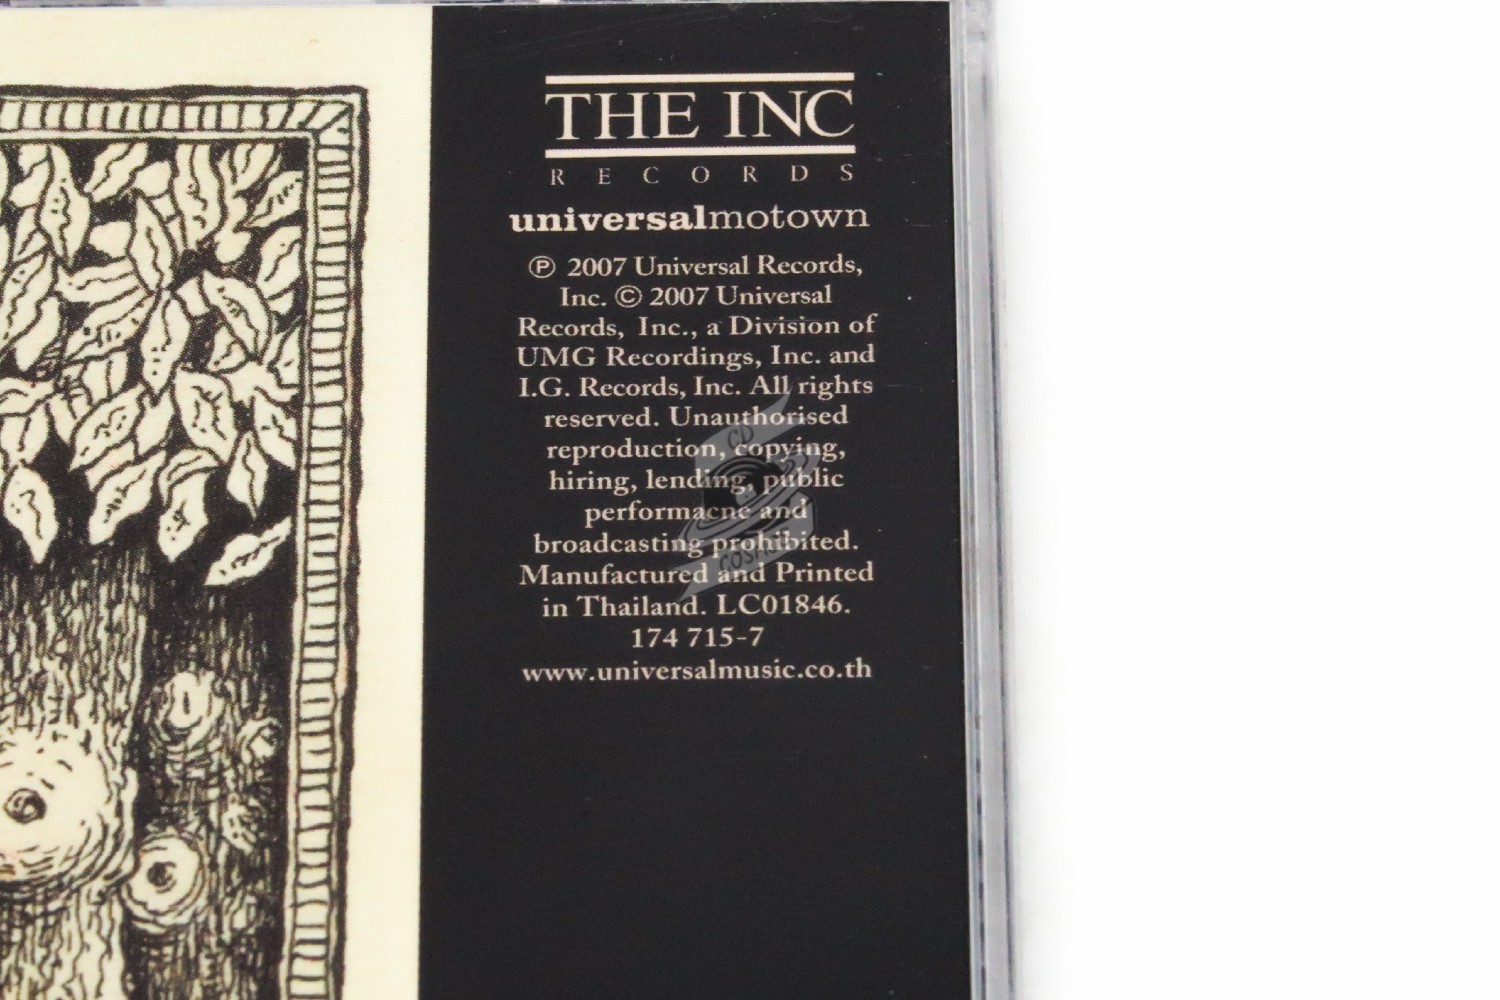 THE INC
RECORDS
universalmotown
℗ 2007 Universal Records,
Inc. © 2007 Universal
Records, Inc., a Division of
UMG Recordings, Inc. and
I.G. Records, Inc. All rights
reserved. Unauthorised
reproduction, copying,
hiring, lending, public
performacne and
broadcasting prohibited.
Manufactured and Printed
in Thailand. LC01846.
174 715-7
www.universalmusic.co.th
CD